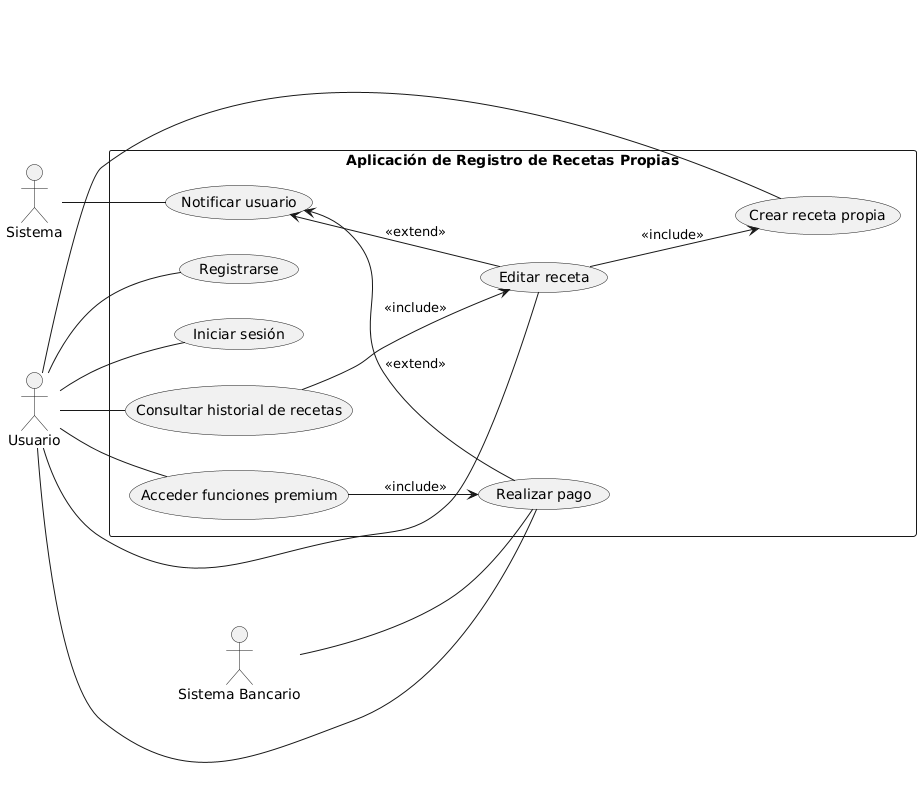 Aplicación de Registro de Recetas Propias
Sistema
Notificar usuario
Crear receta propia
«extend»
«include»
Registrarse
Editar receta
«include»
Iniciar sesión
«extend»
Usuario
Consultar historial de recetas
Acceder funciones premium
«include»
Realizar pago
Sistema Bancario